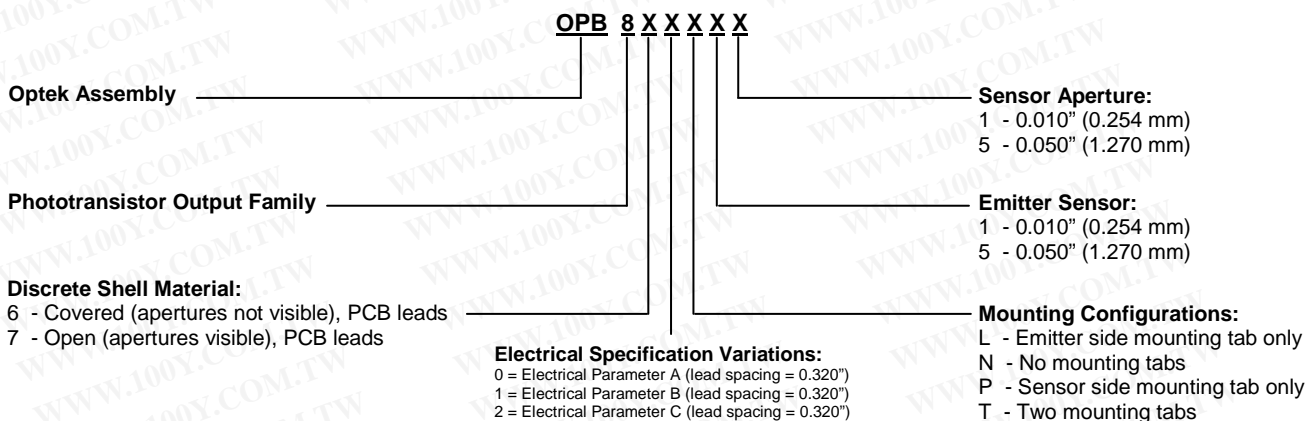 OPB 8 X X X X X
Optek Assembly
Phototransistor Output Family
Discrete Shell Material:
6 - Covered (apertures not visible), PCB leads
7 - Open (apertures visible), PCB leads
Electrical Specification Variations:
0 = Electrical Parameter A (lead spacing = 0.320”)
1 = Electrical Parameter B (lead spacing = 0.320”)
2 = Electrical Parameter C (lead spacing = 0.320”)
Sensor Aperture:
1 - 0.010” (0.254 mm)
5 - 0.050” (1.270 mm)
Emitter Sensor:
1 - 0.010” (0.254 mm)
5 - 0.050” (1.270 mm)
Mounting Configurations:
L - Emitter side mounting tab only
N - No mounting tabs
P - Sensor side mounting tab only
T - Two mounting tabs
WWW.100Y.COM.TW